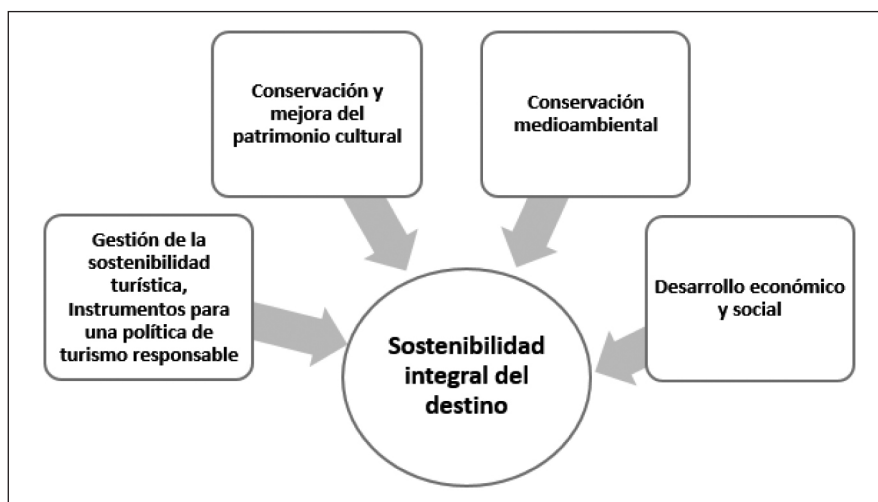 Conservación y
mejora del
patrimonio cultural
Conservación
medioambiental
Gestión de la
sostenibilidad
turística,
Instrumentos para
una política de
turismo responsable
Desarrollo económico
y social
Sostenibilidad
integral del
destino